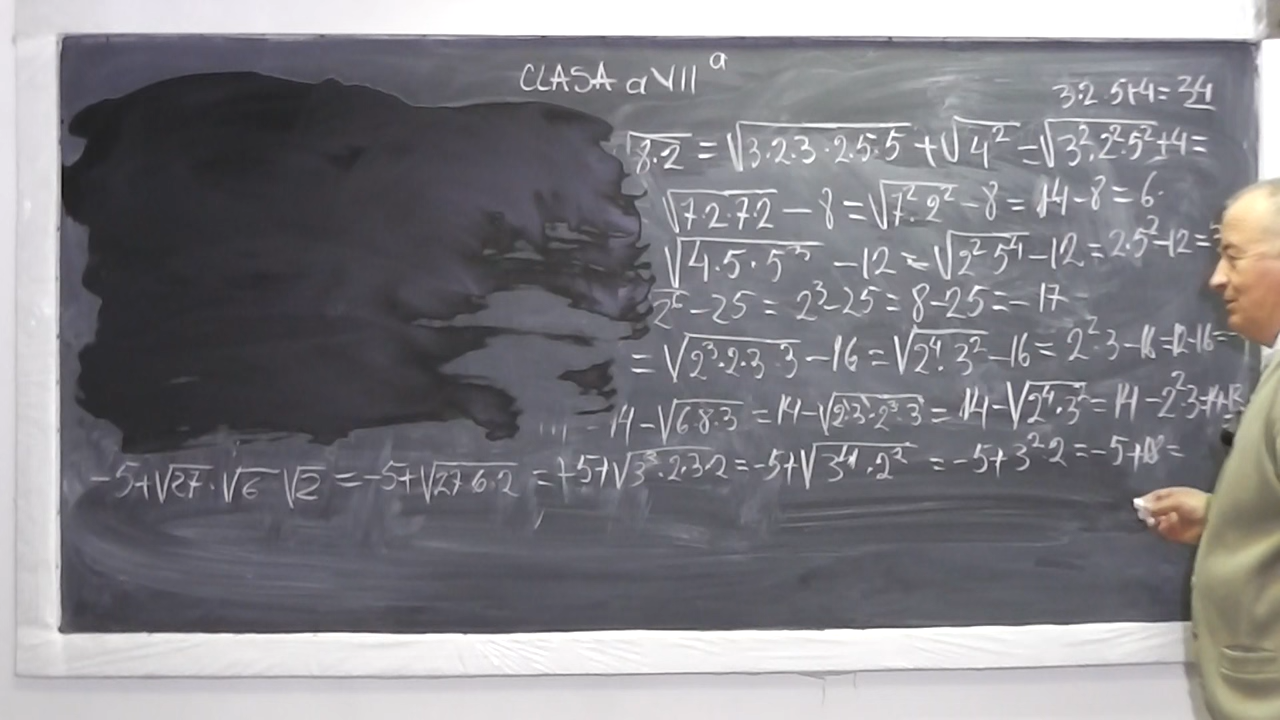 CLASA a VII a
3·2·5+4=34
√8·2 = √3·2·3·2·5·5 + √4² - √3²·2²·5²+4=
√7·2·7·2 - 8 = √7²·2² - 8 = 14-8=6
√4·5·5³ - 12 = √2²5⁴ - 12 = 2·5²-12=
2⁶ - 25 = 2³-25 = 8-25=-17
= √2³·2·3·3 - 16 = √2⁴·3² - 16 = 2²·3-16=12-16=
14-√6·8·3 = 14-√2·3·2³·3 = 14-√2⁴·3² = 14-2²3=14-12
-5+√27·√6 √2 = -5+√27·6·2 = -5+√3³·2·3·2 = -5+√3⁴·2² = -5+3²·2=-5+18=